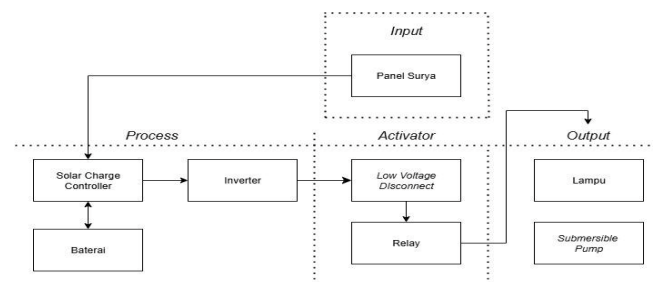 Input
Panel Surya
Process
Activator
Output
Solar Charge
Controller
Inverter
Low Voltage
Disconnect
Lampu
Baterai
Relay
Submersible
Pump